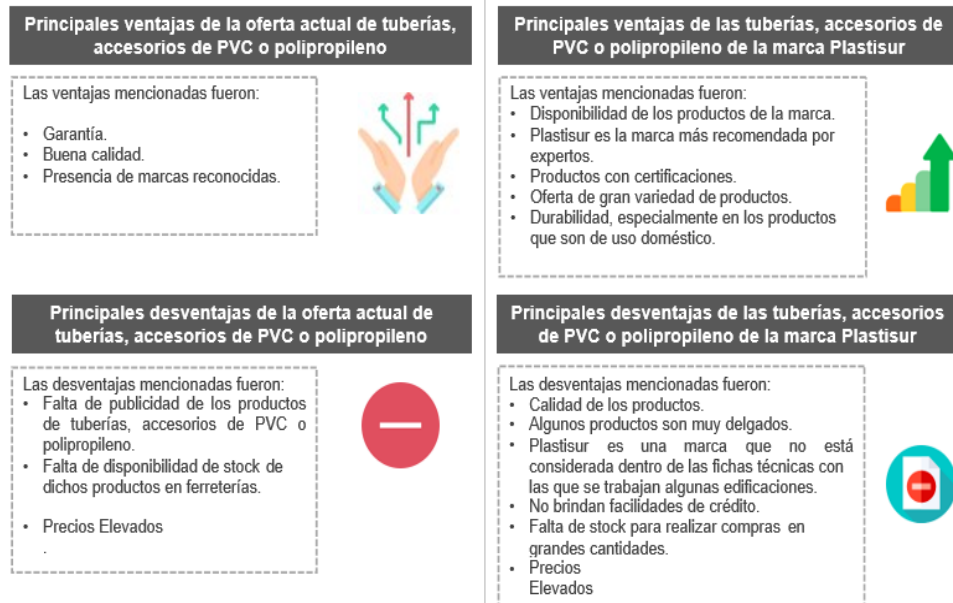 Principales ventajas de la oferta actual de tuberías,
accesorios de PVC o polipropileno
Las ventajas mencionadas fueron:
• Garantía.
• Buena calidad.
• Presencia de marcas reconocidas.
Principales ventajas de las tuberías, accesorios de
PVC o polipropileno de la marca Plastisur
Las ventajas mencionadas fueron:
• Disponibilidad de los productos de la marca.
• Plastisur es la marca más recomendada por
expertos.
• Productos con certificaciones.
• Oferta de gran variedad de productos.
• Durabilidad, especialmente en los productos
que son de uso doméstico.
Principales desventajas de la oferta actual de
tuberías, accesorios de PVC o polipropileno
Las desventajas mencionadas fueron:
• Falta de publicidad de los productos
de tuberías, accesorios de PVC o
polipropileno.
• Falta de disponibilidad de stock de
dichos productos en ferreterías.
• Precios Elevados
.
Principales desventajas de las tuberías, accesorios
de PVC o polipropileno de la marca Plastisur
Las desventajas mencionadas fueron:
• Calidad de los productos.
• Algunos productos son muy delgados.
• Plastisur es una marca que no está
considerada dentro de las fichas técnicas con
las que se trabajan algunas edificaciones.
• No brindan facilidades de crédito.
• Falta de stock para realizar compras en
grandes cantidades.
• Precios
Elevados